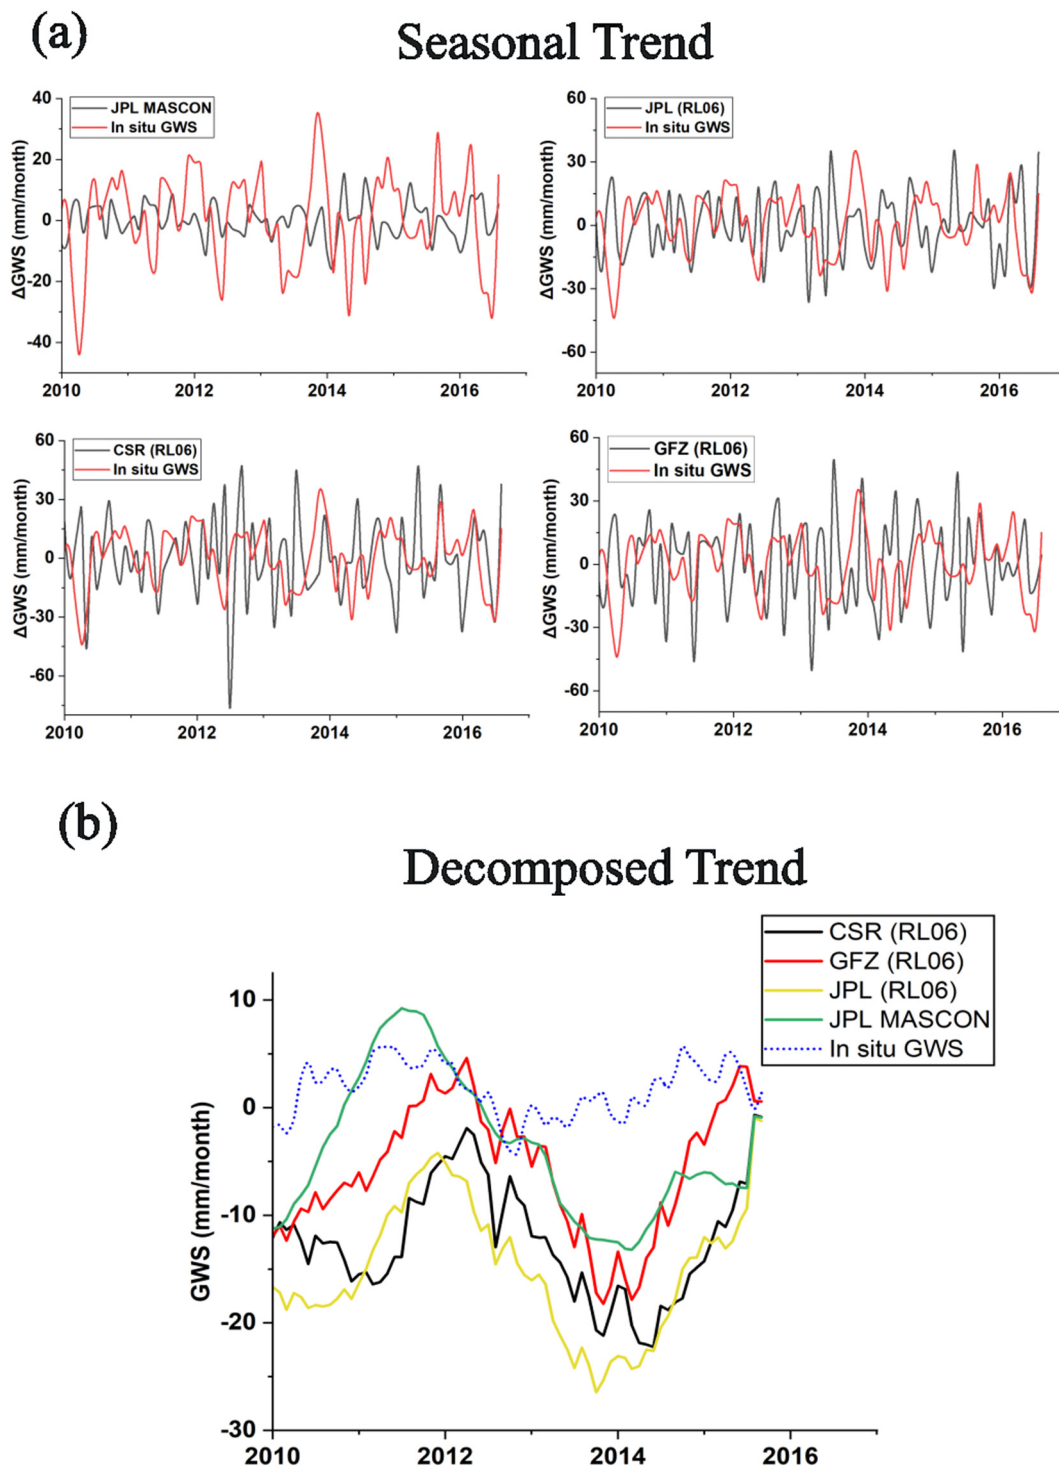 (a)
Seasonal Trend
JPL MASCON
In situ GWS
ΔGWS (mm/month)
40
20
0
-20
-40
2010
2012
2014
2016
JPL (RL06)
In situ GWS
ΔGWS (mm/month)
60
30
0
-30
-60
2010
2012
2014
2016
CSR (RL06)
In situ GWS
ΔGWS (mm/month)
60
30
0
-30
-60
2010
2012
2014
2016
GFZ (RL06)
In situ GWS
ΔGWS (mm/month)
60
30
0
-30
-60
2010
2012
2014
2016
(b)
Decomposed Trend
CSR (RL06)
GFZ (RL06)
JPL (RL06)
JPL MASCON
In situ GWS
GWS (mm/month)
10
0
-10
-20
-30
2010
2012
2014
2016